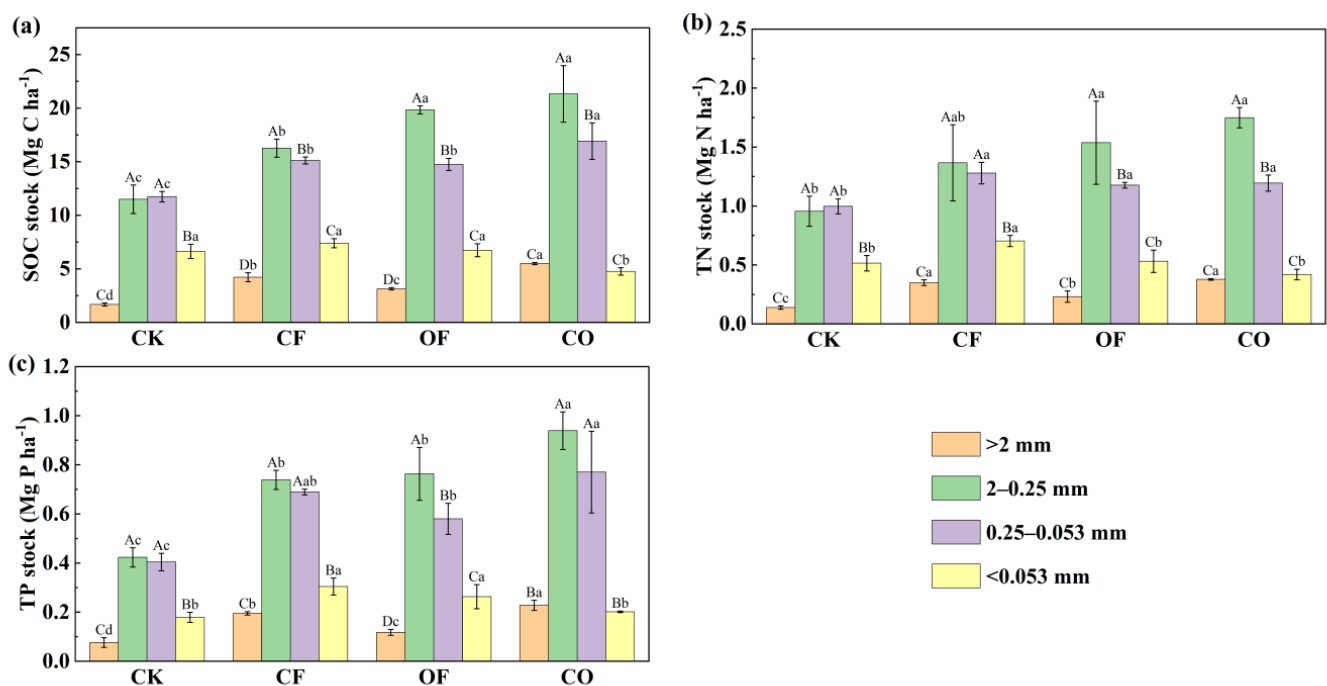 (a)
SOC stock (Mg C ha⁻¹)
25
20
15
10
5
0
Cd Ac Ac Ba
Db Ab Bb Ca
Dc Aa Bb Ca
Ca Aa Ba Cb
CK CF OF CO
(b)
TN stock (Mg N ha⁻¹)
2.5
2.0
1.5
1.0
0.5
0.0
Cc Ab Ab Bb
Ca Aab Aa Ba
Cb Aa Ba Cb
Ca Aa Ba Cb
CK CF OF CO
(c)
TP stock (Mg P ha⁻¹)
1.2
1.0
0.8
0.6
0.4
0.2
0.0
Cd Ac Ac Bb
Cb Ab Aab Ba
Dc Ab Bb Ca
Ba Aa Aa Bb
CK CF OF CO
>2 mm
2–0.25 mm
0.25–0.053 mm
<0.053 mm